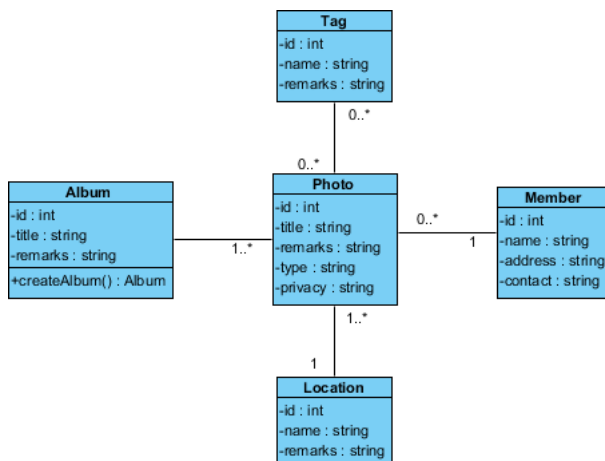 Tag
-id : int
-name : string
-remarks : string
0..*
0..*
Album
-id : int
-title : string
-remarks : string
+createAlbum() : Album
1..*
Photo
-id : int
-title : string
-remarks : string
-type : string
-privacy : string
0..*
1
Member
-id : int
-name : string
-address : string
-contact : string
1..*
1
Location
-id : int
-name : string
-remarks : string